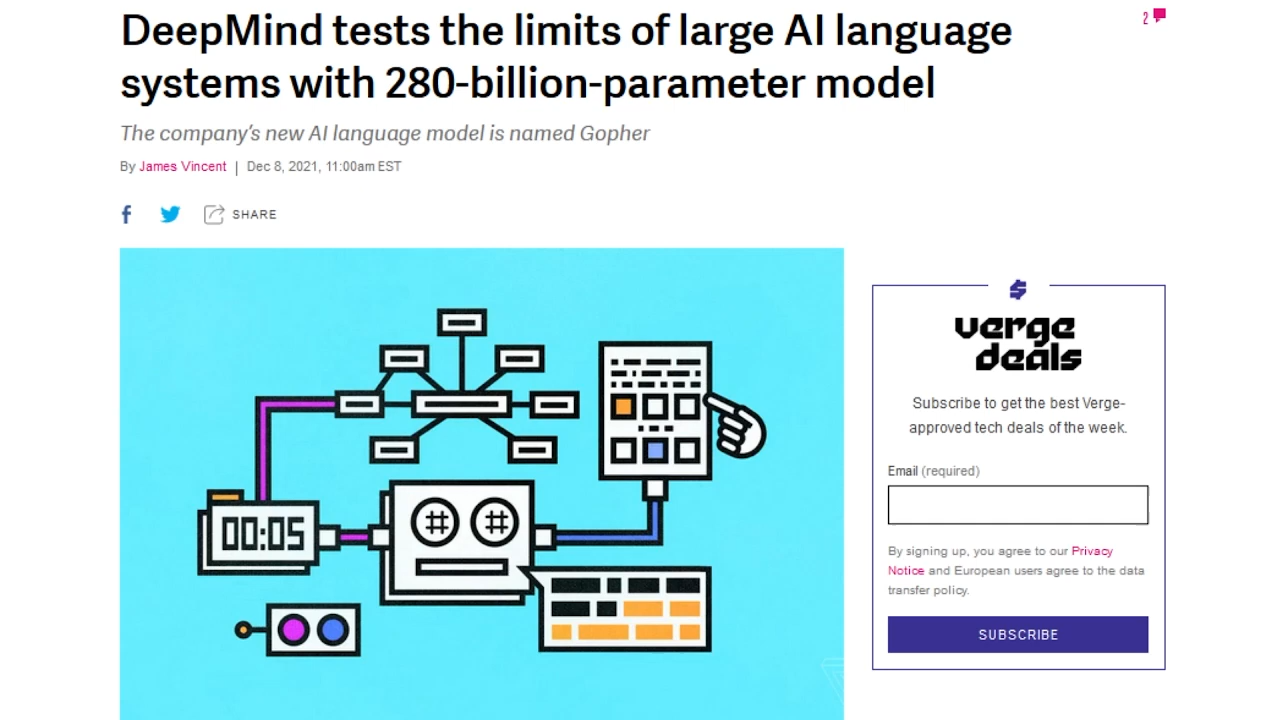 DeepMind tests the limits of large AI language
systems with 280-billion-parameter model
2
The company's new AI language model is named Gopher
By James Vincent | Dec 8, 2021, 11:00am EST
SHARE
00:05
verge
deals
Subscribe to get the best Verge-
approved tech deals of the week.
Email (required)
By signing up, you agree to our Privacy
Notice and European users agree to the data
transfer policy.
SUBSCRIBE